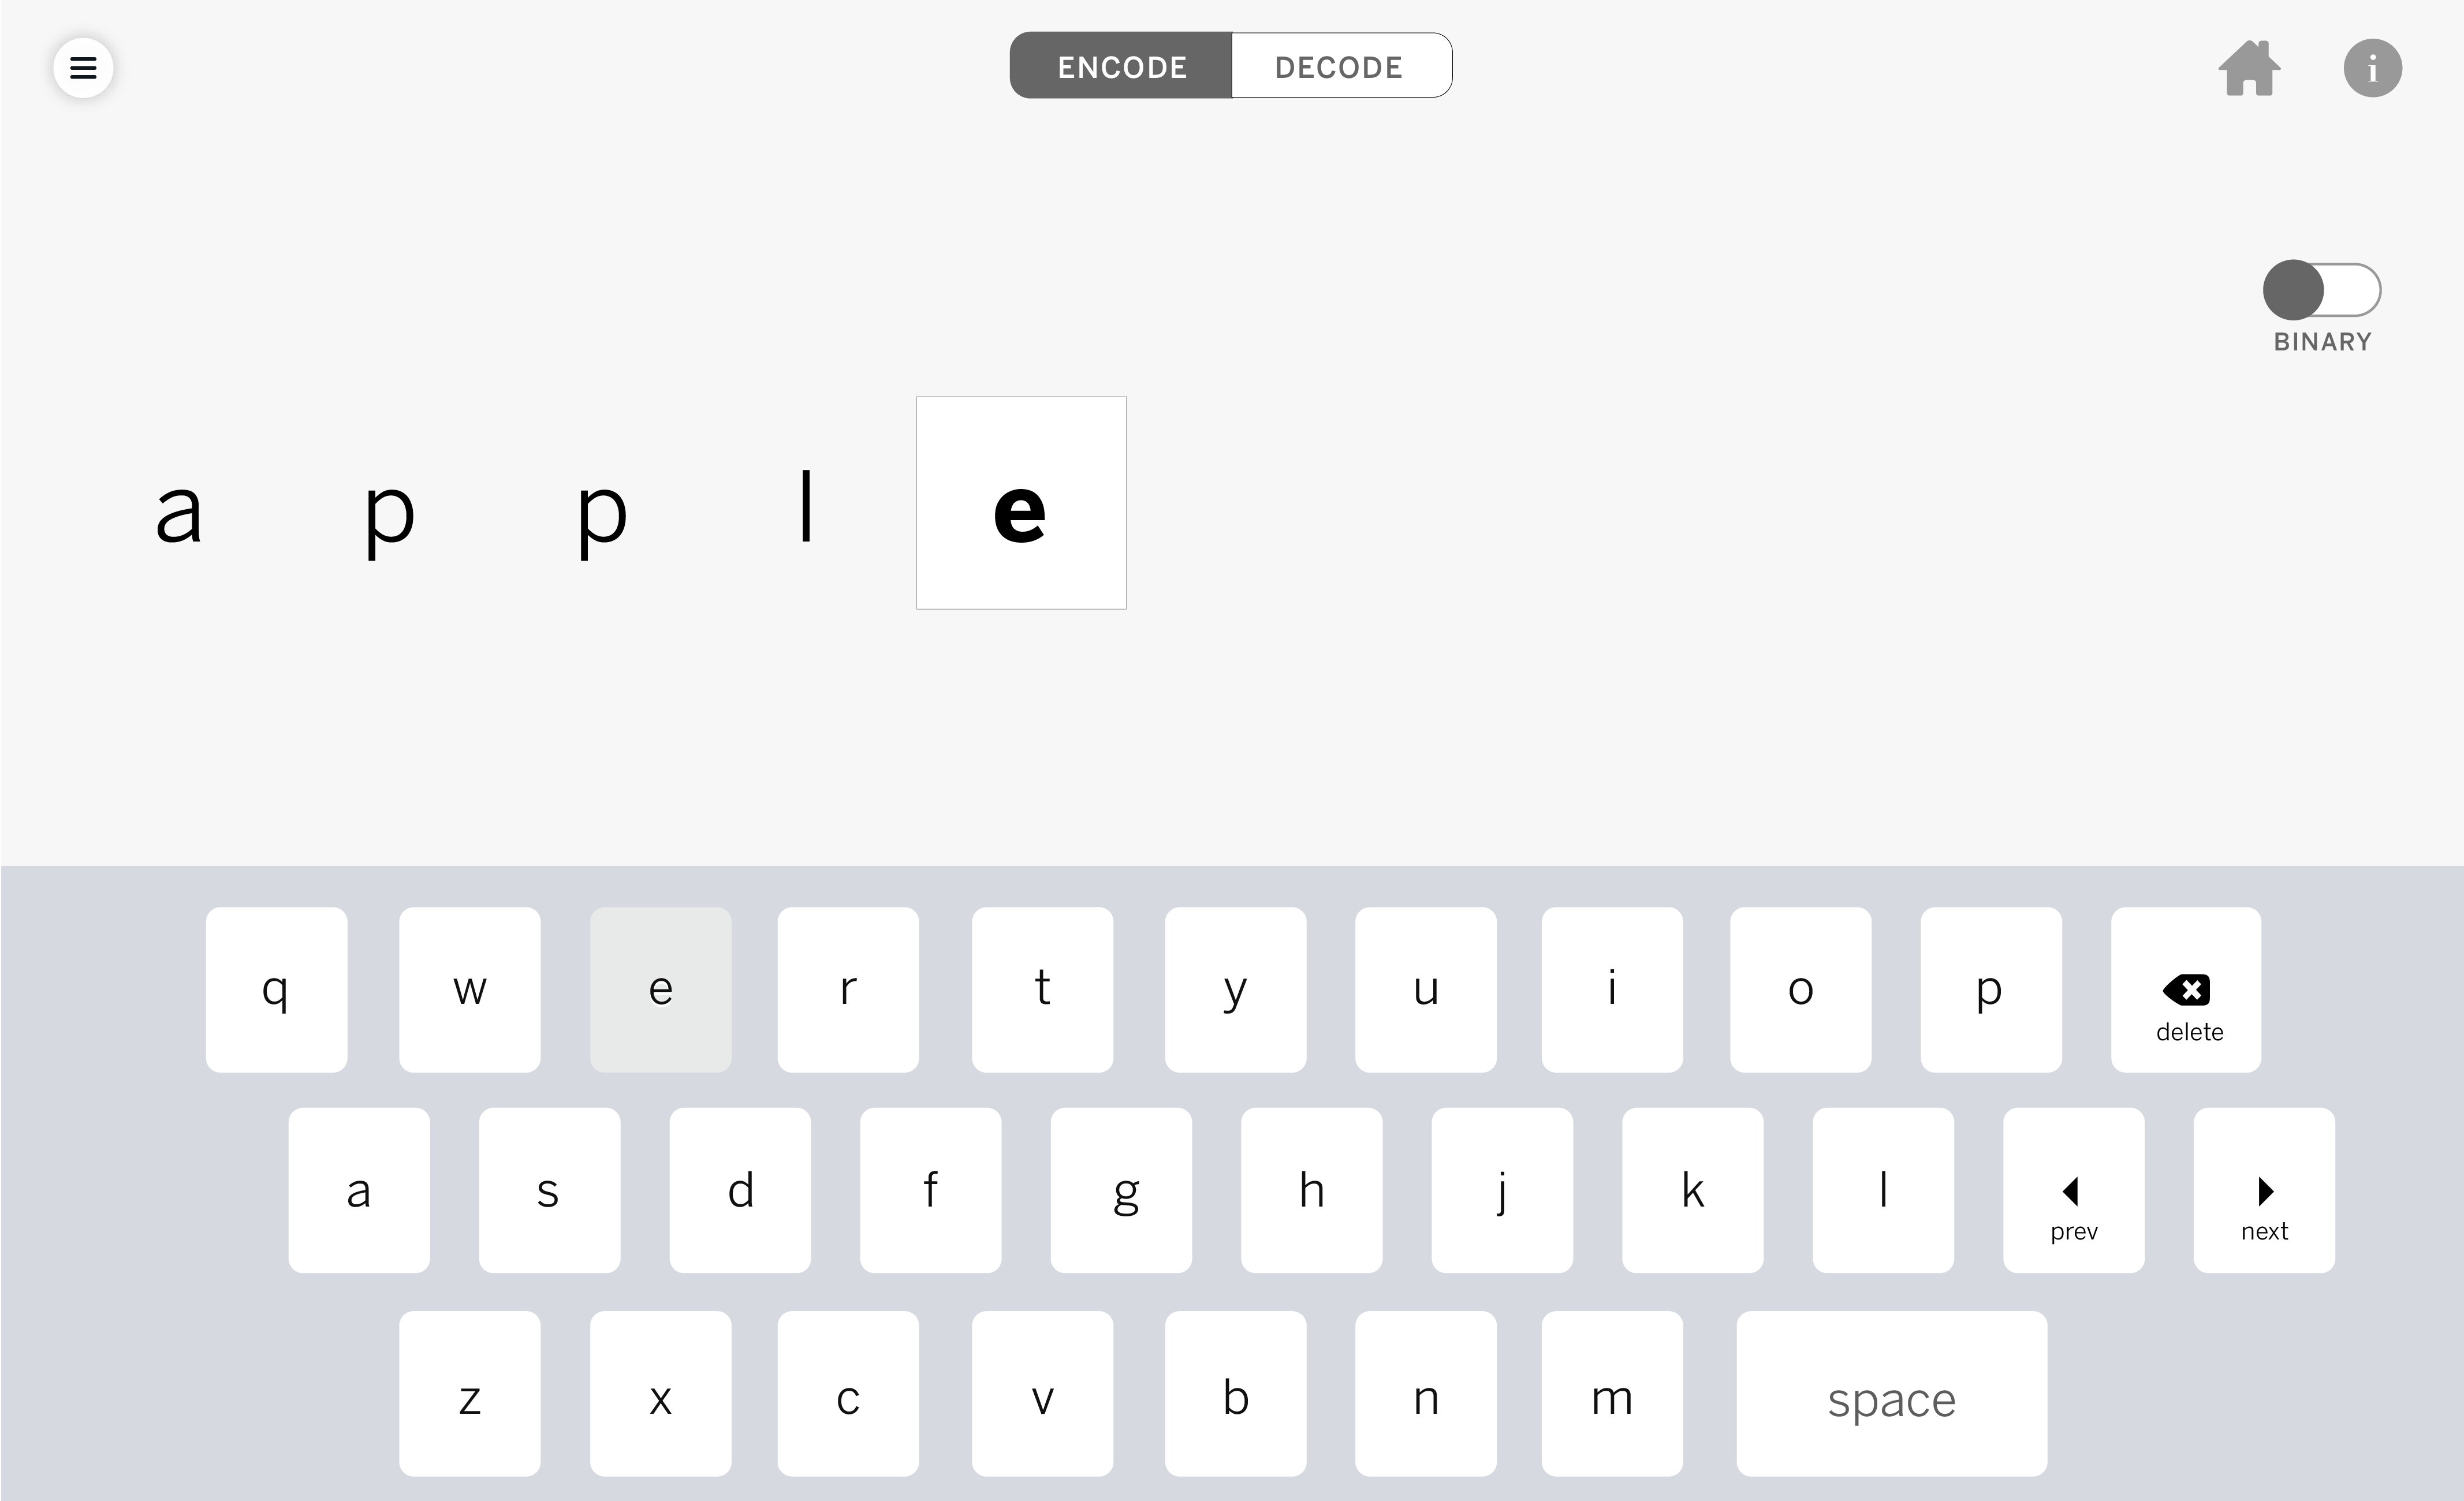 ENCODE DECODE
i
BINARY
a p p l e
q w e r t y u i o p
delete
a s d f g h j k l
prev next
z x c v b n m space